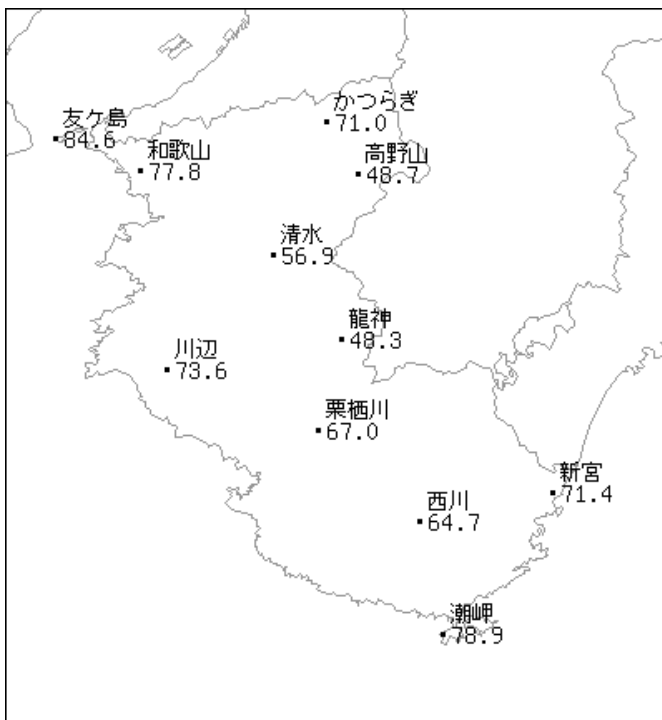 かつらぎ
71.0
友ケ島
84.6
和歌山
77.8
高野山
48.7
清水
56.9
龍神
48.3
川辺
73.6
栗栖川
67.0
新宮
71.4
西川
64.7
潮岬
78.9